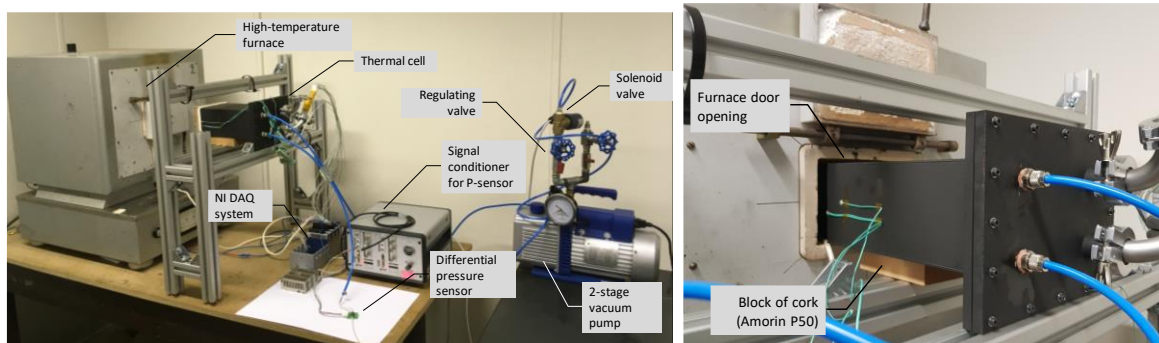 High-temperature
furnace
Thermal cell
Solenoid
valve
Regulating
valve
Signal
conditioner
for P-sensor
NI DAQ
system
Differential
pressure
sensor
2-stage
vacuum
pump
Furnace door
opening
Block of cork
(Amorin P50)